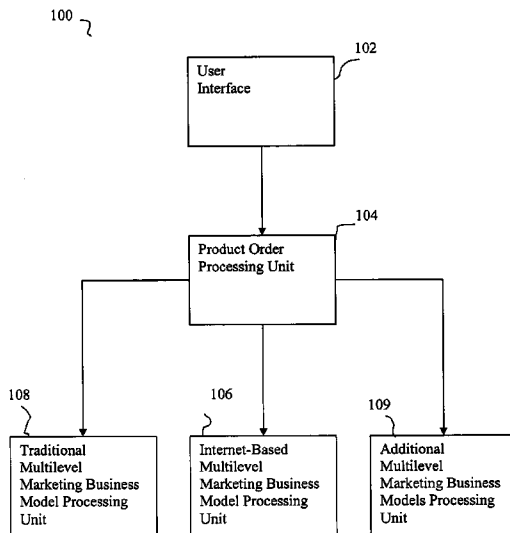 100
102
User
Interface
104
Product Order
Processing Unit
108
106
109
Traditional
Multilevel
Marketing Business
Model Processing
Unit
Internet-Based
Multilevel
Marketing Business
Model Processing
Unit
Additional
Multilevel
Marketing Business
Models Processing
Unit